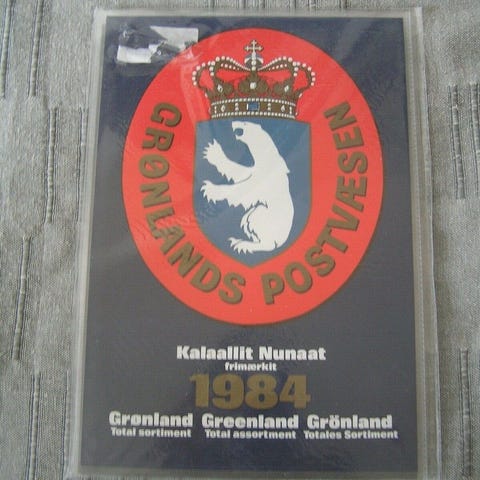 GRØNLANDS POSTVÆSEN
Kalaallit Nunaat
frimærkit
1984
Grønland Greenland Grönland
Total sortiment Total assortment Totales Sortiment